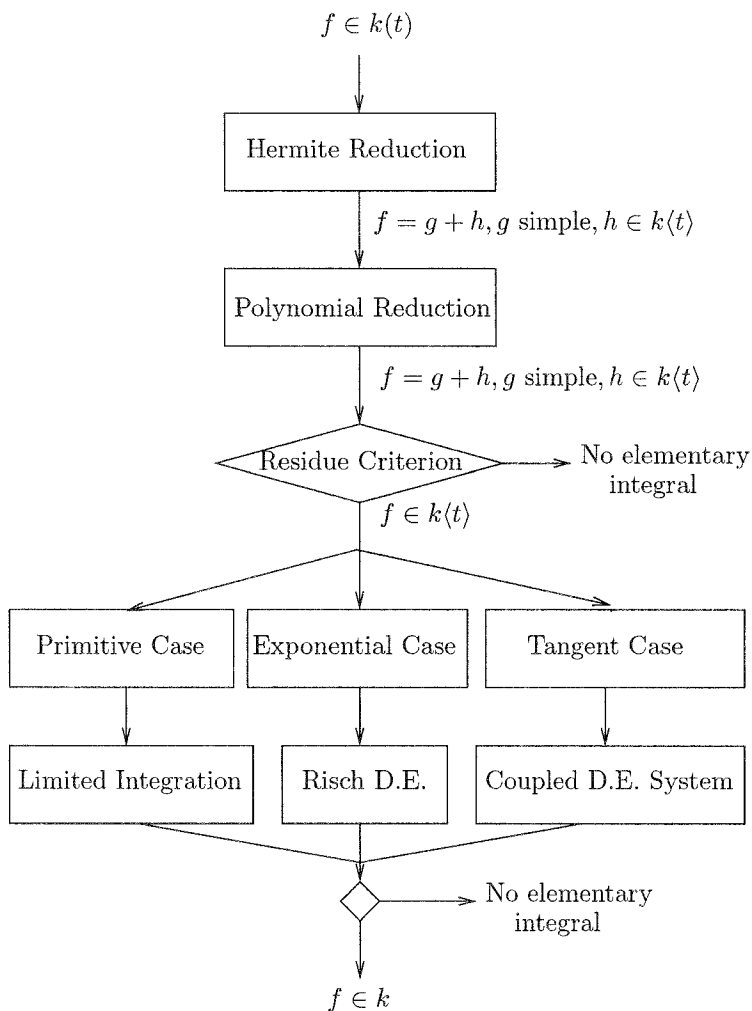 f ∈ k(t)
Hermite Reduction
f = g + h, g simple, h ∈ k⟨t⟩
Polynomial Reduction
f = g + h, g simple, h ∈ k⟨t⟩
Residue Criterion
No elementary
integral
f ∈ k⟨t⟩
Primitive Case
Exponential Case
Tangent Case
Limited Integration
Risch D.E.
Coupled D.E. System
No elementary
integral
f ∈ k